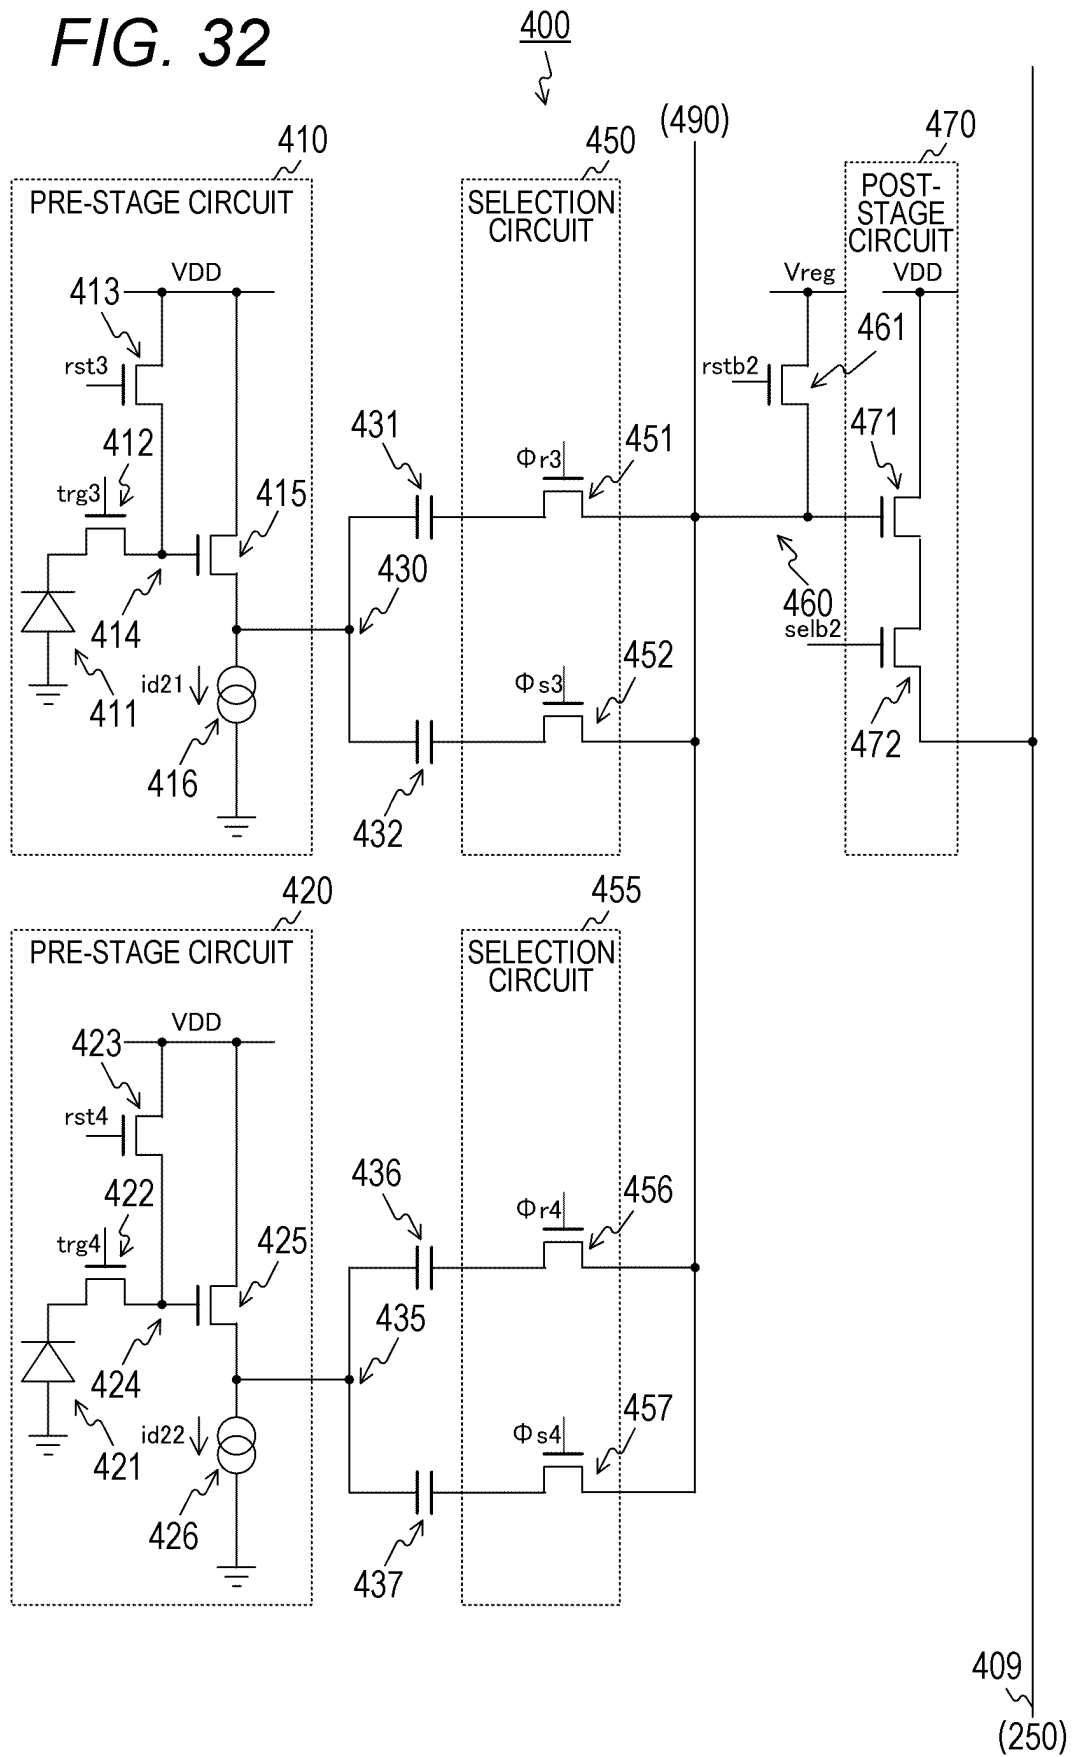 FIG. 32
400
(490)
410
PRE-STAGE CIRCUIT
VDD
413
rst3
412
trg3
415
414
411
id21
416
430
431
432
450
SELECTION
CIRCUIT
Φr3
451
Φs3
452
Vreg
rstb2
461
460
470
POST-
STAGE
CIRCUIT
VDD
471
selb2
472
420
PRE-STAGE CIRCUIT
VDD
423
rst4
422
trg4
425
424
421
id22
426
435
436
437
455
SELECTION
CIRCUIT
Φr4
456
Φs4
457
409
(250)